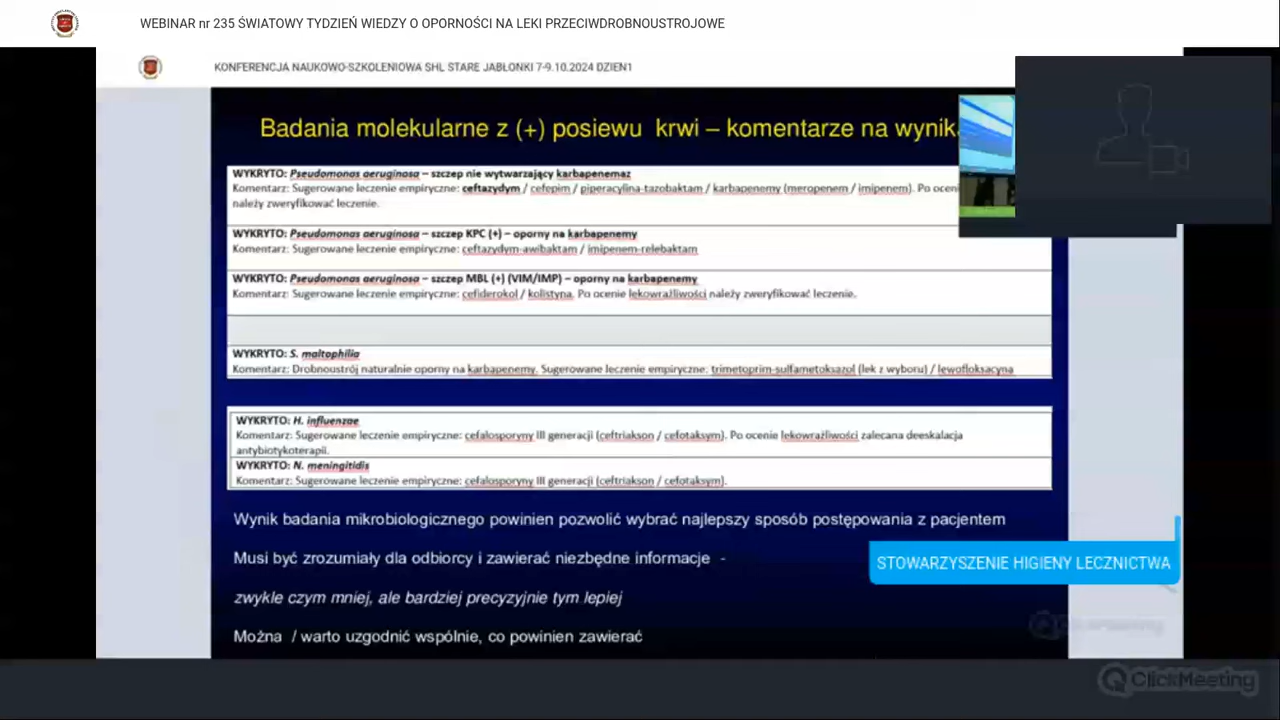 WEBINAR nr 235 ŚWIATOWY TYDZIEŃ WIEDZY O OPORNOŚCI NA LEKI PRZECIWDROBNOUSTROJOWE
KONFERENCJA NAUKOWO-SZKOLENIOWA SHL STARE JABŁONKI 7-9.10.2024 DZIEŃ1
Badania molekularne z (+) posiewu krwi – komentarze na wynik
WYKRYTO: Pseudomonas aeruginosa – szczep nie wytwarzający karbapenemaz
Komentarz: Sugerowane leczenie empiryczne: ceftazydym / cefepim / piperacylina-tazobaktam / karbapenemy (meropenem / imipenem). Po oceni
należy zweryfikować leczenie.
WYKRYTO: Pseudomonas aeruginosa – szczep KPC (+) – oporny na karbapenemy
Komentarz: Sugerowane leczenie empiryczne: ceftazydym-awibaktam / imipenem-relebaktam
WYKRYTO: Pseudomonas aeruginosa – szczep MBL (+) (VIM/IMP) – oporny na karbapenemy
Komentarz: Sugerowane leczenie empiryczne: cefiderokol / kolistyna. Po ocenie lekowrażliwości należy zweryfikować leczenie.
WYKRYTO: S. maltophilia
Komentarz: Drobnoustrój naturalnie oporny na karbapenemy. Sugerowane leczenie empiryczne: trimetoprim-sulfametoksazol (lek z wyboru) / lewofloksacyna
WYKRYTO: H. influenzae
Komentarz: Sugerowane leczenie empiryczne: cefalosporyny III generacji (ceftriakson / cefotaksym). Po ocenie lekowrażliwości zalecana deeskalacja
antybiotykoterapii.
WYKRYTO: N. meningitidis
Komentarz: Sugerowane leczenie empiryczne: cefalosporyny III generacji (ceftriakson / cefotaksym).
Wynik badania mikrobiologicznego powinien pozwolić wybrać najlepszy sposób postępowania z pacjentem
Musi być zrozumiały dla odbiorcy i zawierać niezbędne informacje -
STOWARZYSZENIE HIGIENY LECZNICTWA
zwykle czym mniej, ale bardziej precyzyjnie tym lepiej
Można / warto uzgodnić wspólnie, co powinien zawierać
ClickMeeting